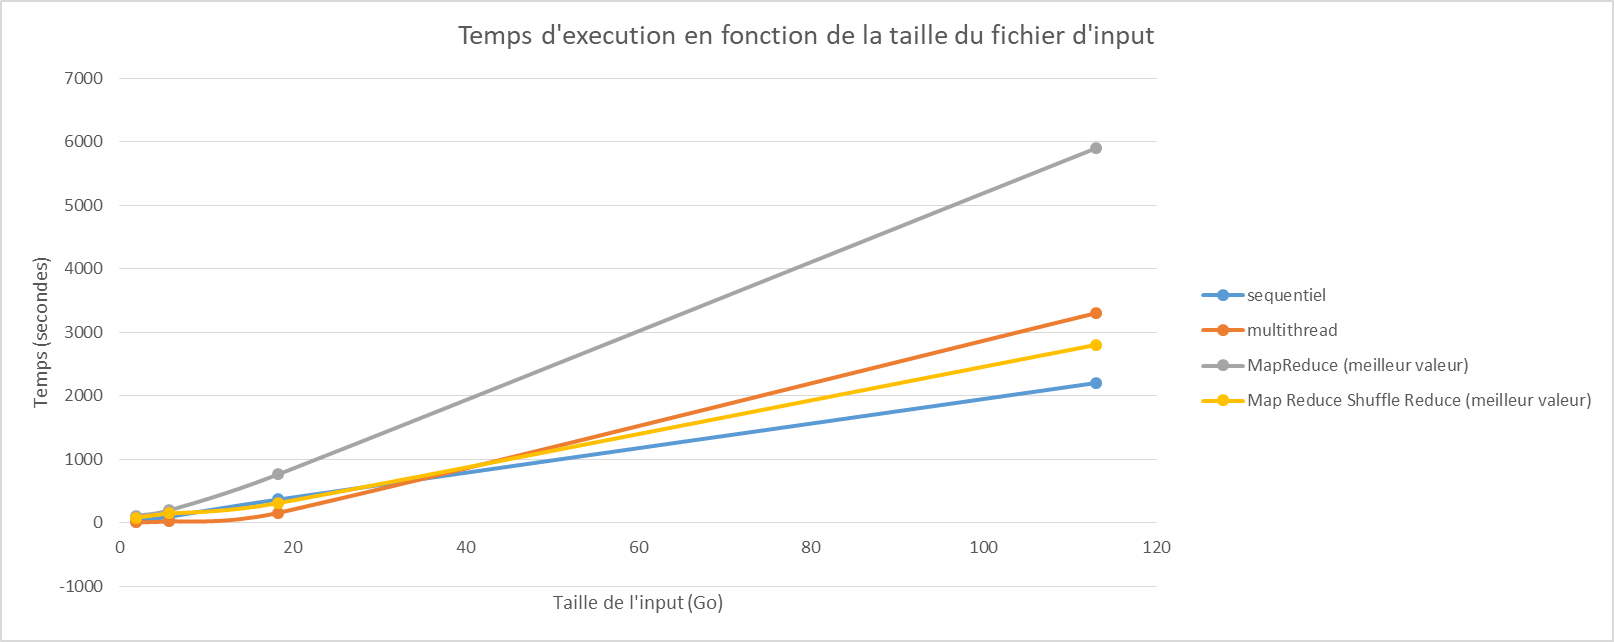 Temps d'execution en fonction de la taille du fichier d'input
7000
6000
5000
4000
3000
2000
1000
0
-1000
Temps (secondes)
0 20 40 60 80 100 120
Taille de l'input (Go)
sequentiel
multithread
MapReduce (meilleur valeur)
Map Reduce Shuffle Reduce (meilleur valeur)